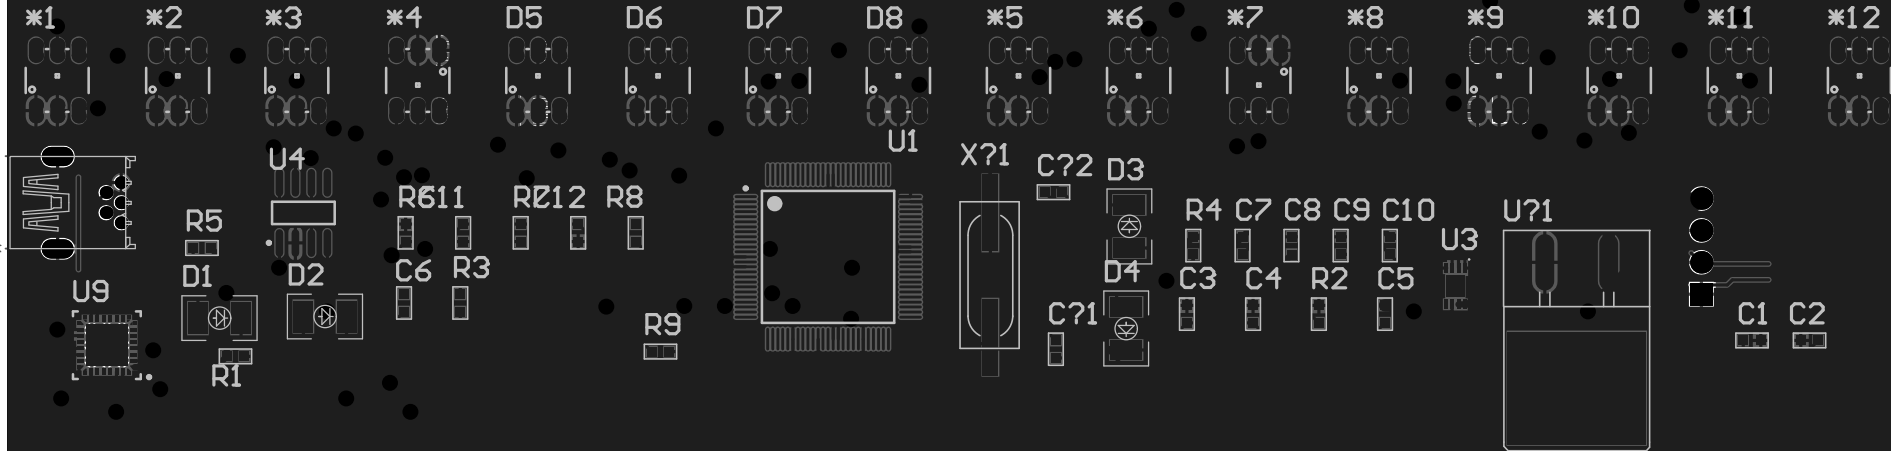 *1 *2 *3 *4 D5 D6 D7 D8 *5 *6 *7 *8 *9 *10 *11 *12
U1
U4 X?1 C?2 D3
R6 C11 C12 R8
R5 R4 C7 C8 C9 C10 U?1
U3
C6 R3 D4
D1 D2 C3 C4 R2 C5
U9
R9 C?1 C1 C2
R1